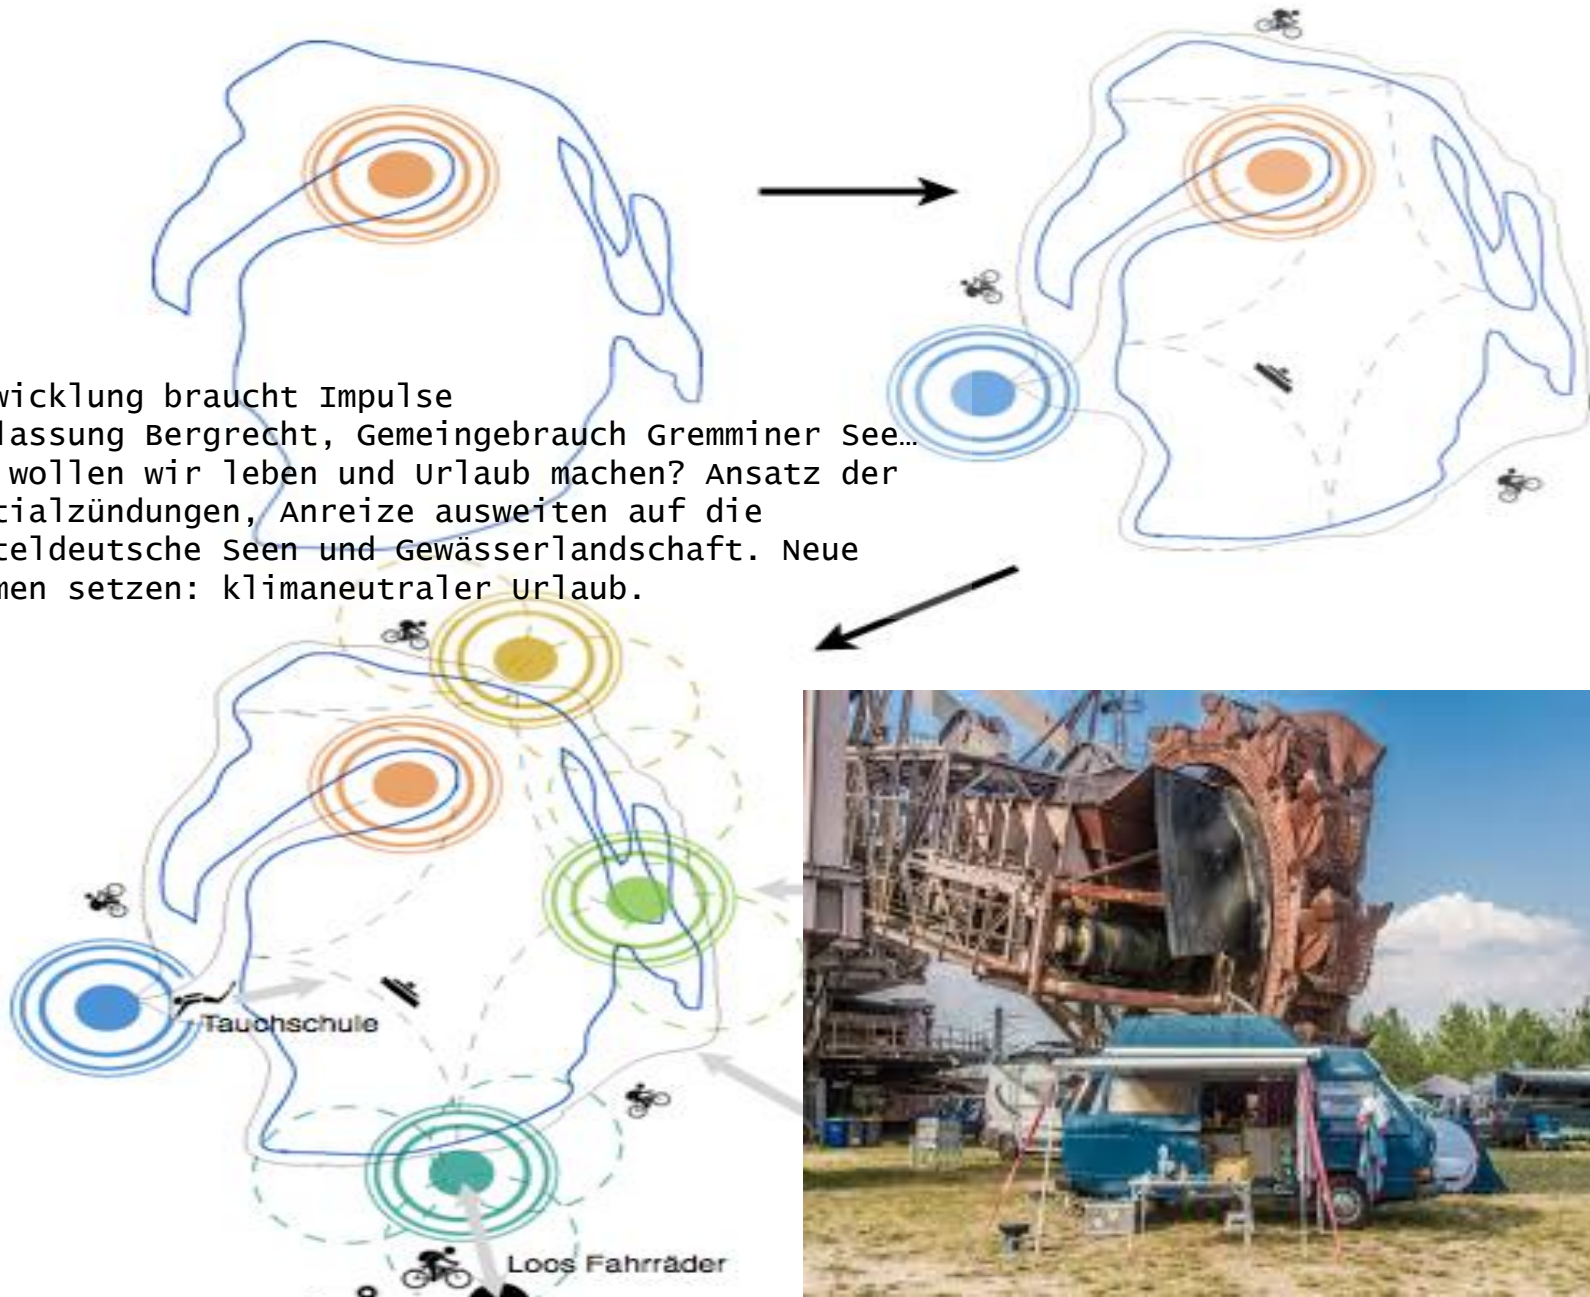 wicklung braucht Impulse
lassung Bergrecht, Gemeingebrauch Gremminer See…
wollen wir leben und Urlaub machen? Ansatz der
tialzündungen, Anreize ausweiten auf die
teldeutsche Seen und Gewässerlandschaft. Neue
men setzen: klimaneutraler Urlaub.
Tauchschule
Loos Fahrräder